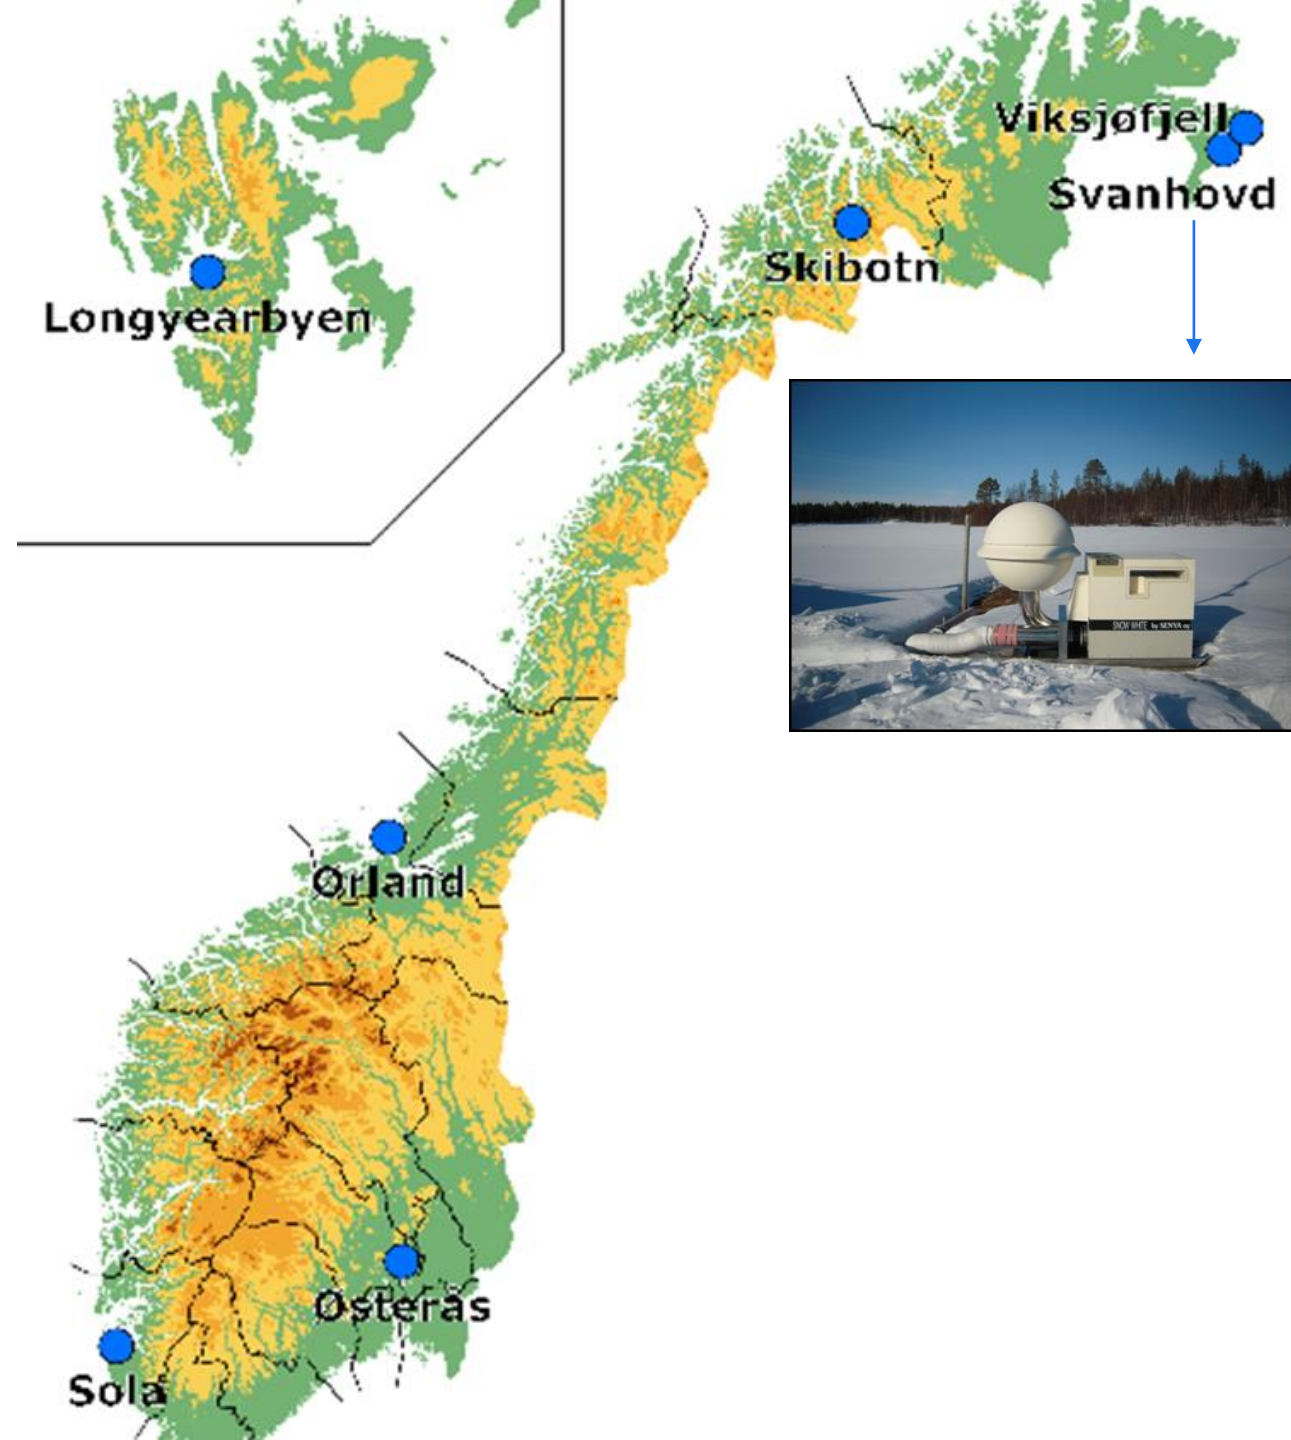 Viksjøfjell
Svanhovd
Skibotn
Longyearbyen
SNOW WHITE by SENYA oy
Ørland
Østerås
Sola